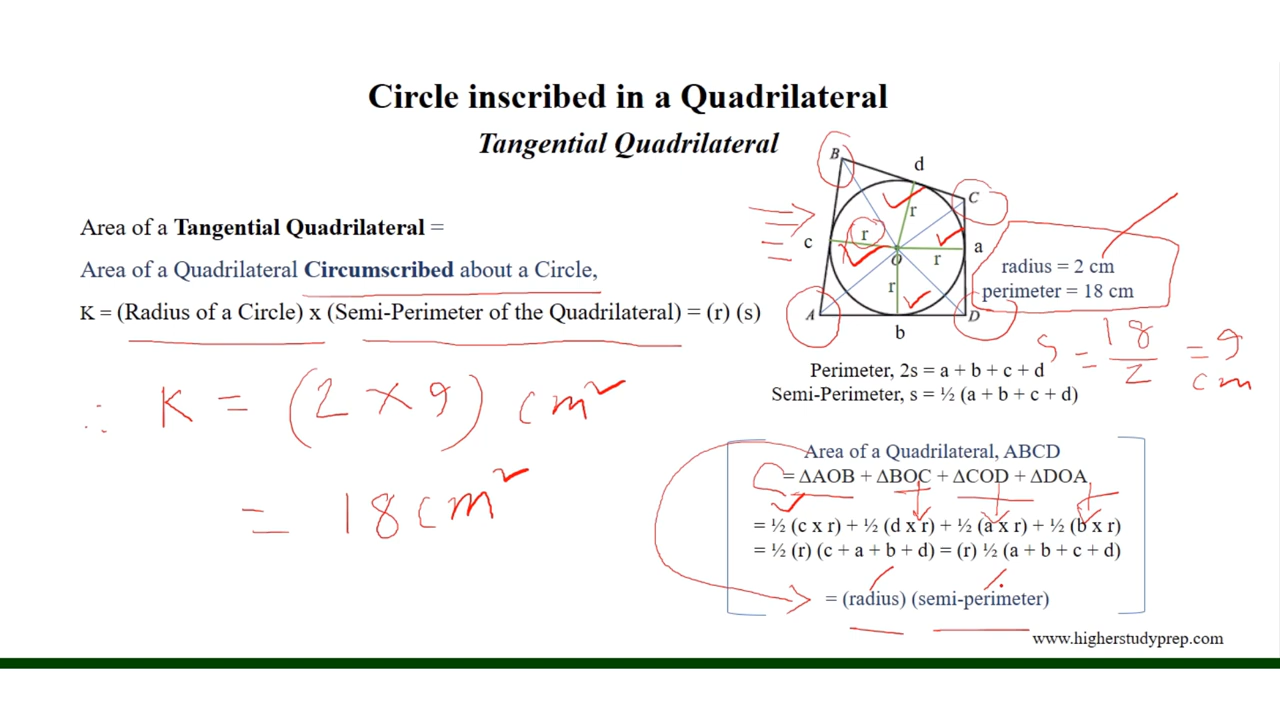 Circle inscribed in a Quadrilateral
Tangential Quadrilateral
Area of a Tangential Quadrilateral =
Area of a Quadrilateral Circumscribed about a Circle,
K = (Radius of a Circle) x (Semi-Perimeter of the Quadrilateral) = (r) (s)
∴ K = (2 × 9) cm²
= 18 cm²
B
d
C
r
r
c
a
O
r
r
A
D
b
radius = 2 cm
perimeter = 18 cm
s = 18/2 = 9 cm
Perimeter, 2s = a + b + c + d
Semi-Perimeter, s = ½ (a + b + c + d)
Area of a Quadrilateral, ABCD
= ΔAOB + ΔBOC + ΔCOD + ΔDOA
= ½ (c x r) + ½ (d x r) + ½ (a x r) + ½ (b x r)
= ½ (r) (c + a + b + d) = (r) ½ (a + b + c + d)
= (radius) (semi-perimeter)
www.higherstudyprep.com